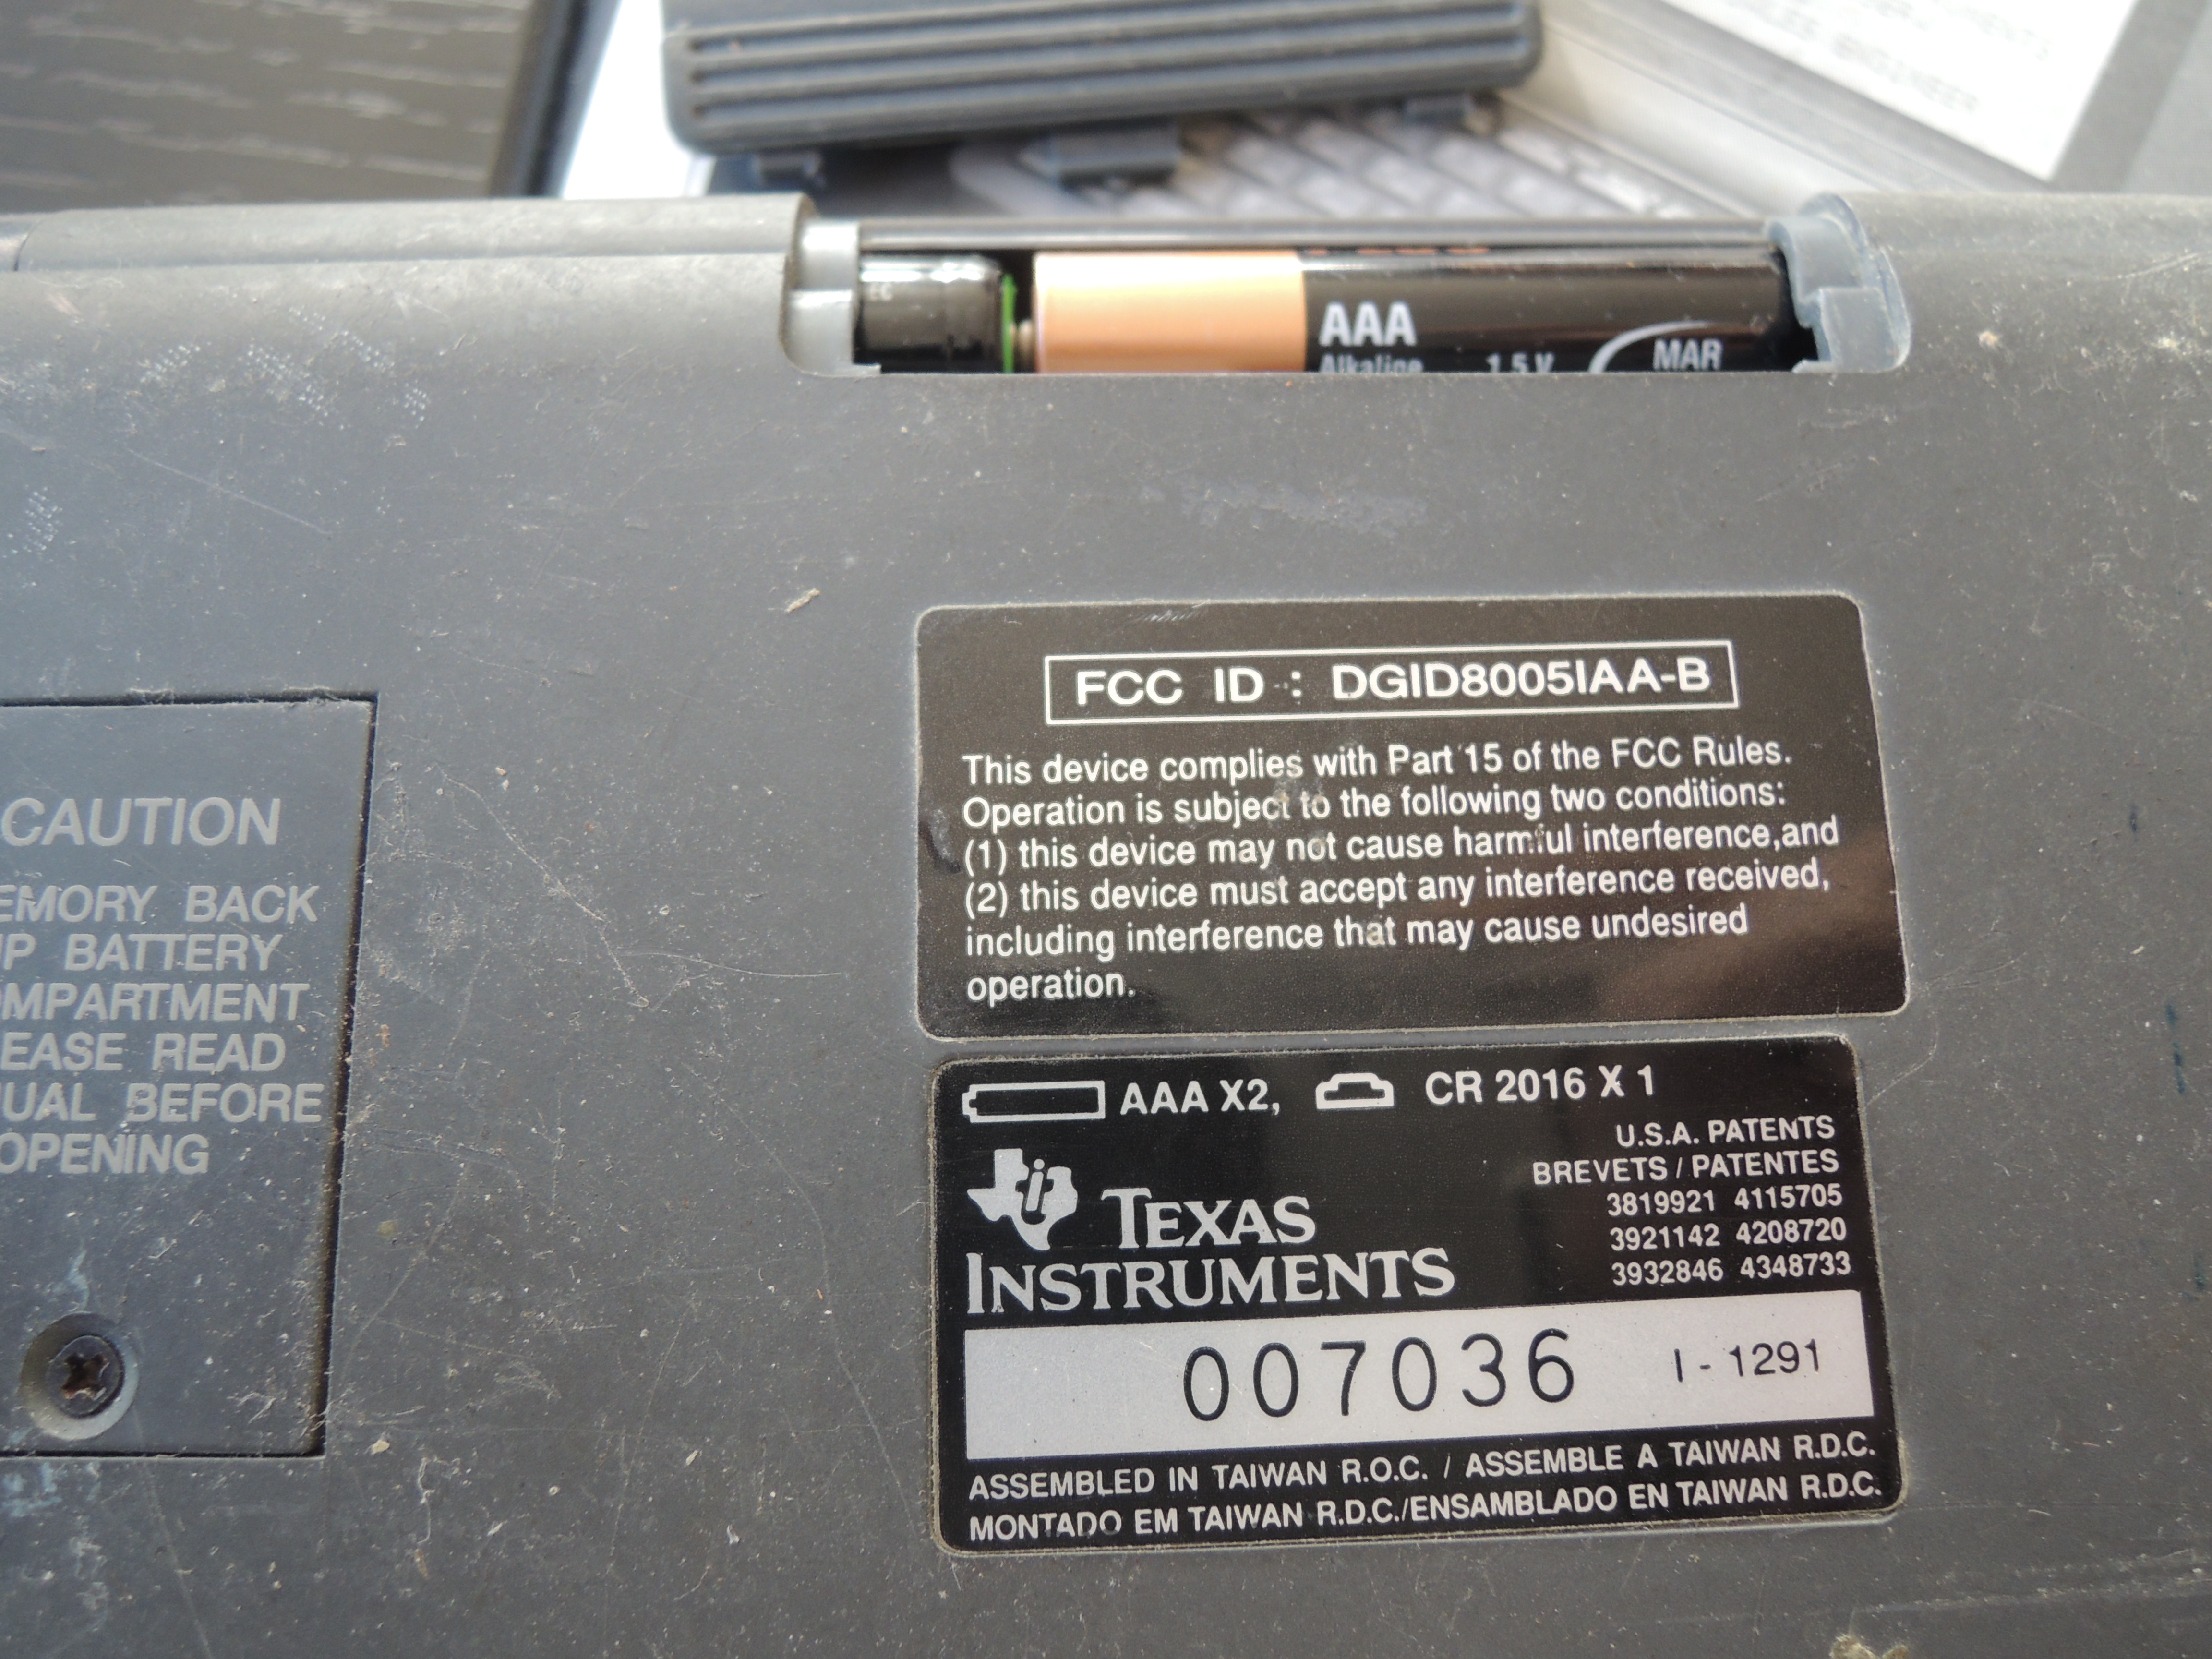 AAA
Alkaline 1.5 V MAR
FCC ID : DGID8005IAA-B
This device complies with Part 15 of the FCC Rules.
Operation is subject to the following two conditions:
(1) this device may not cause harmful interference,and
(2) this device must accept any interference received,
including interference that may cause undesired
operation.
CAUTION
EMORY BACK
P BATTERY
MPARTMENT
EASE READ
UAL BEFORE
OPENING
AAA X2, CR 2016 X 1
U.S.A. PATENTS
BREVETS / PATENTES
3819921 4115705
3921142 4208720
3932846 4348733
TEXAS
INSTRUMENTS
007036 I - 1291
ASSEMBLED IN TAIWAN R.O.C. / ASSEMBLE A TAIWAN R.D.C.
MONTADO EM TAIWAN R.D.C./ENSAMBLADO EN TAIWAN R.D.C.